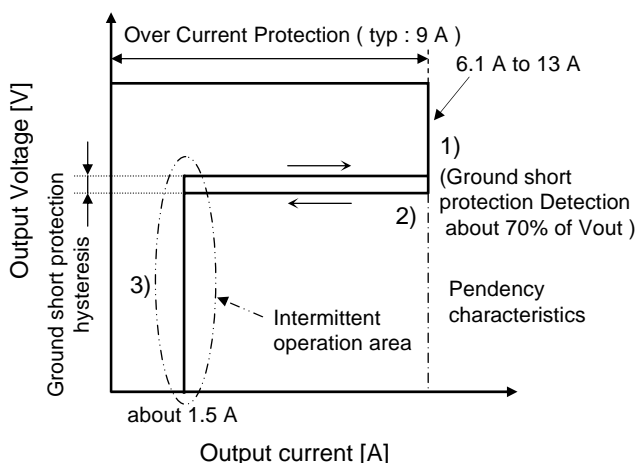 Over Current Protection ( typ : 9 A )
6.1 A to 13 A
Output Voltage [V]
1)
(Ground short
protection Detection
about 70% of Vout )
2)
Ground short protection
hysteresis
3)
Intermittent
operation area
Pendency
characteristics
about 1.5 A
Output current [A]